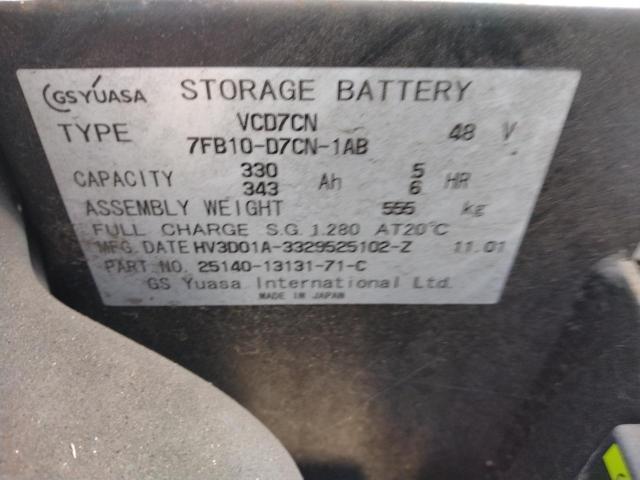 GS YUASA STORAGE BATTERY
TYPE VCD7CN 48 V
7FB10-D7CN-1AB
CAPACITY 330 Ah 5 HR
343 6
ASSEMBLY WEIGHT 555 kg
FULL CHARGE S.G. 1.280 AT20°C
MFG. DATE HV3D01A-3329525102-Z 11.01
PART NO. 25140-13131-71-C
GS Yuasa International Ltd.
MADE IN JAPAN